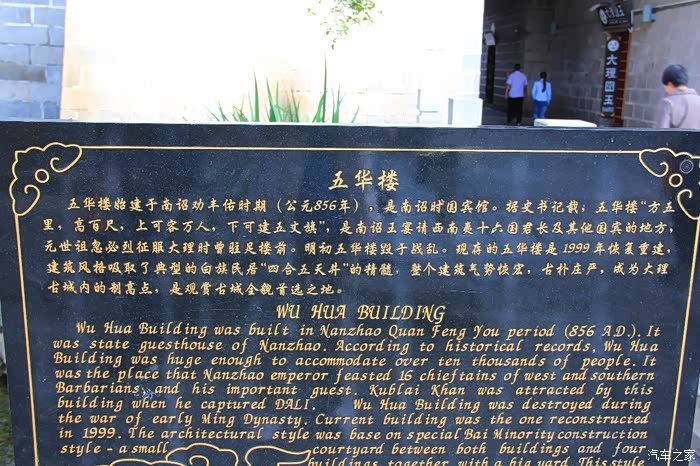 大理国玉
五华楼
五华楼始建于南诏劝丰佑时期（公元856年），是南诏时国宾馆。据史书记载，五华楼“方五
里，高百尺，上可容万人，下可建五丈旗”，是南诏王宴请西南夷十六国君长及其他国宾的地方，
元世祖忽必烈征服大理时曾驻足楼前。明初五华楼毁于战乱。现存的五华楼是1999年恢复重建，
建筑风格吸取了典型的白族民居“四合五天井”的精髓，整个建筑气势恢宏，古朴庄严，成为大理
古城内的制高点，是观赏古城全貌首选之地。
WU HUA BUILDING
Wu Hua Building was built in Nanzhao Quan Feng You period (856 A.D.). It
was state guesthouse of Nanzhao. According to historical records, Wu Hua
Building was huge enough to accommodate over ten thousands of people. It
was the place that Nanzhao emperor feasted 16 chieftains of west and southern
Barbarians and his important guest. Kublai Khan was attracted by this
building when he captured DALI. Wu Hua Building was destroyed during
the war of early Ming Dynasty. Current building was the one reconstructed
in 1999. The architectural style was base on special Bai Minority construction
style - a small courtyard between both buildings and four
buildings together with a big yard. This style
汽车之家
汽车之家